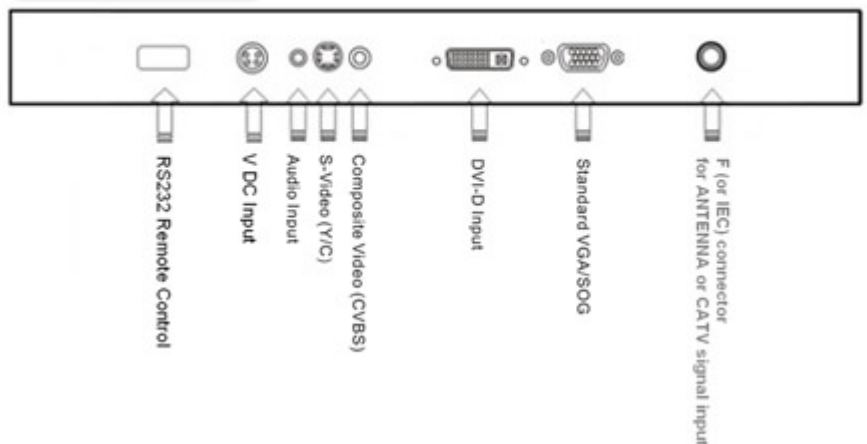 RS232 Remote Control
V DC Input
Audio Input
S-Video (Y/C)
Composite Video (CVBS)
DVI-D Input
Standard VGA/SOG
F (or IEC) connector
for ANTENNA or CATV signal input